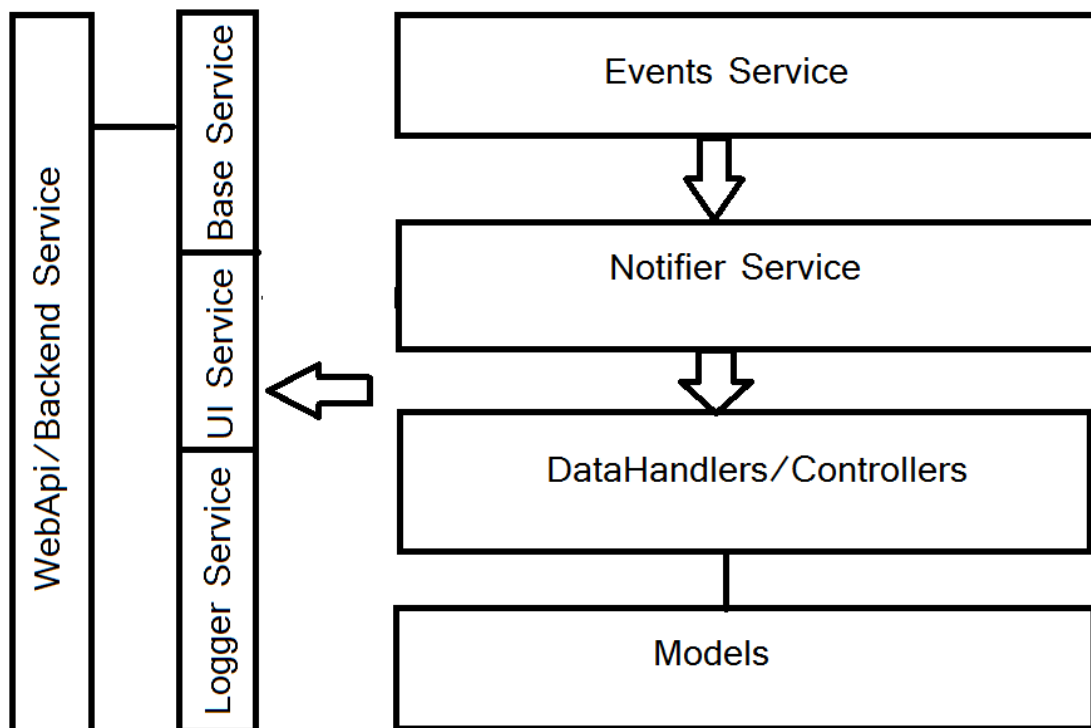 WebApi/Backend Service
Base Service
UI Service
Logger Service
Events Service
Notifier Service
DataHandlers/Controllers
Models